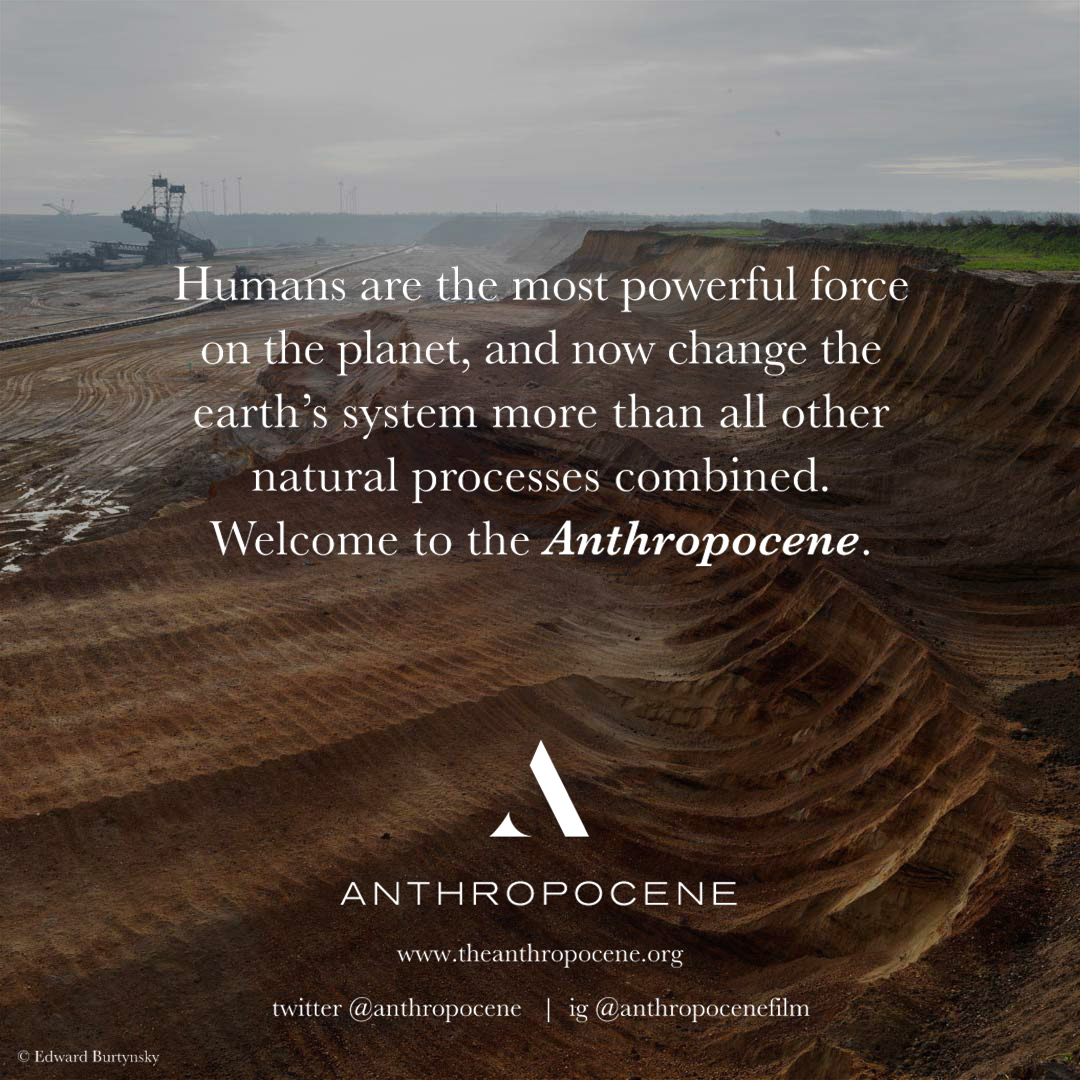 Humans are the most powerful force
on the planet, and now change the
earth’s system more than all other
natural processes combined.
Welcome to the Anthropocene.
ANTHROPOCENE
www.theanthropocene.org
twitter @anthropocene | ig @anthropocenefilm
© Edward Burtynsky